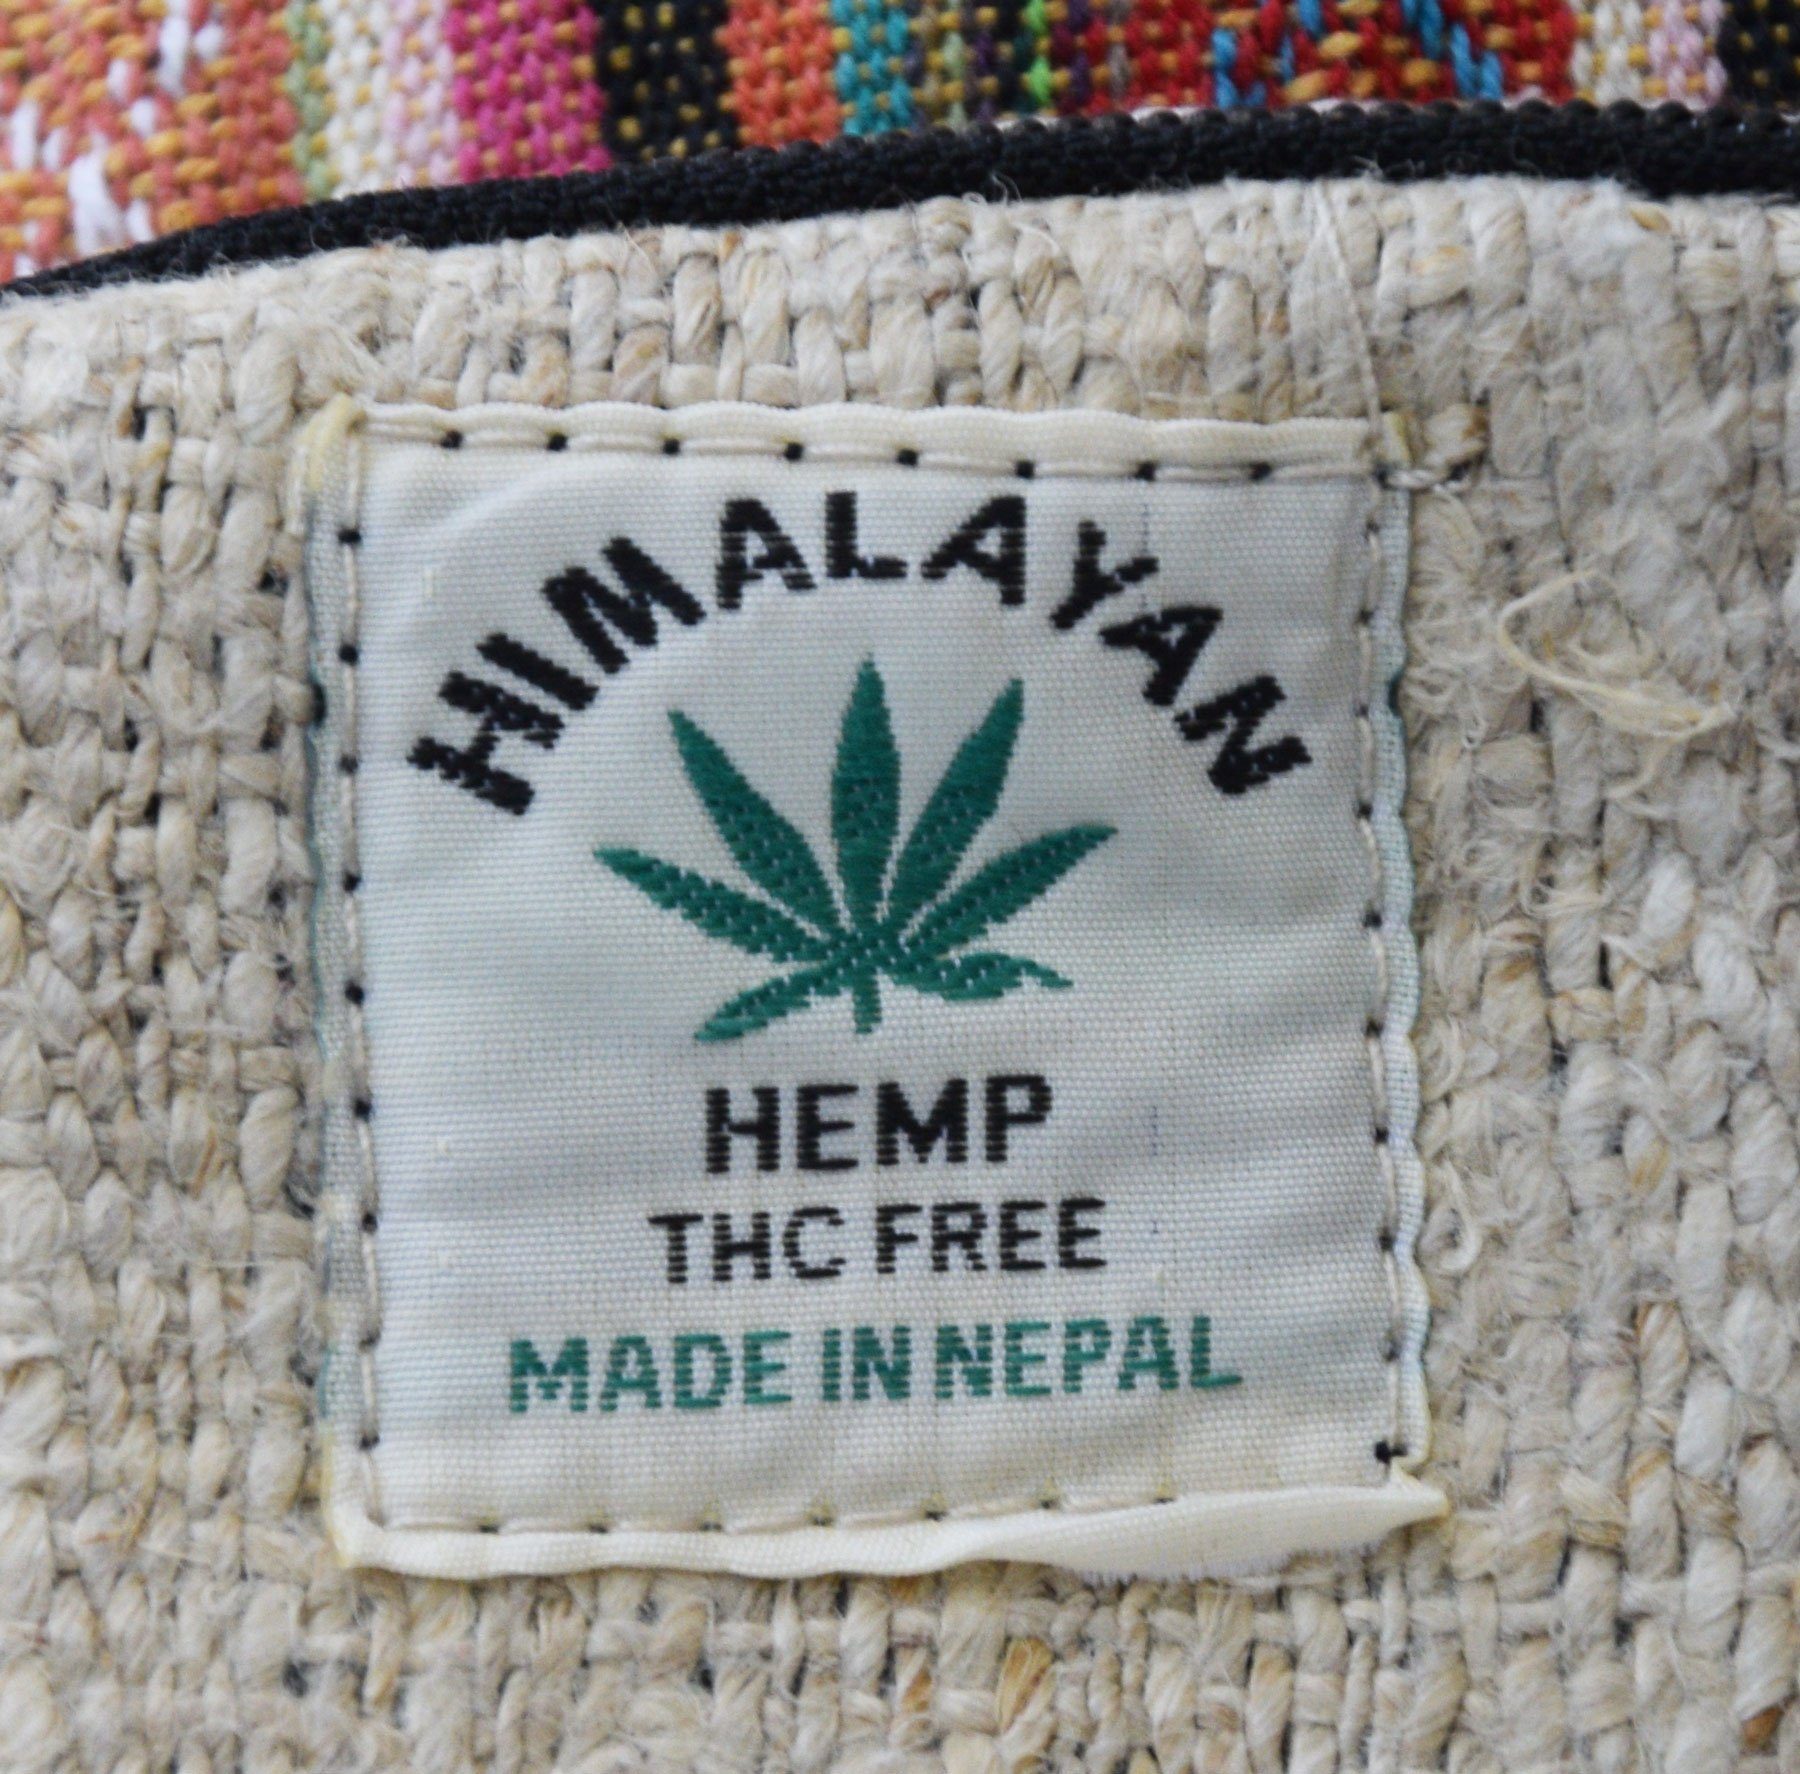 HIMALAYAN
HEMP
THC FREE
MADE IN NEPAL